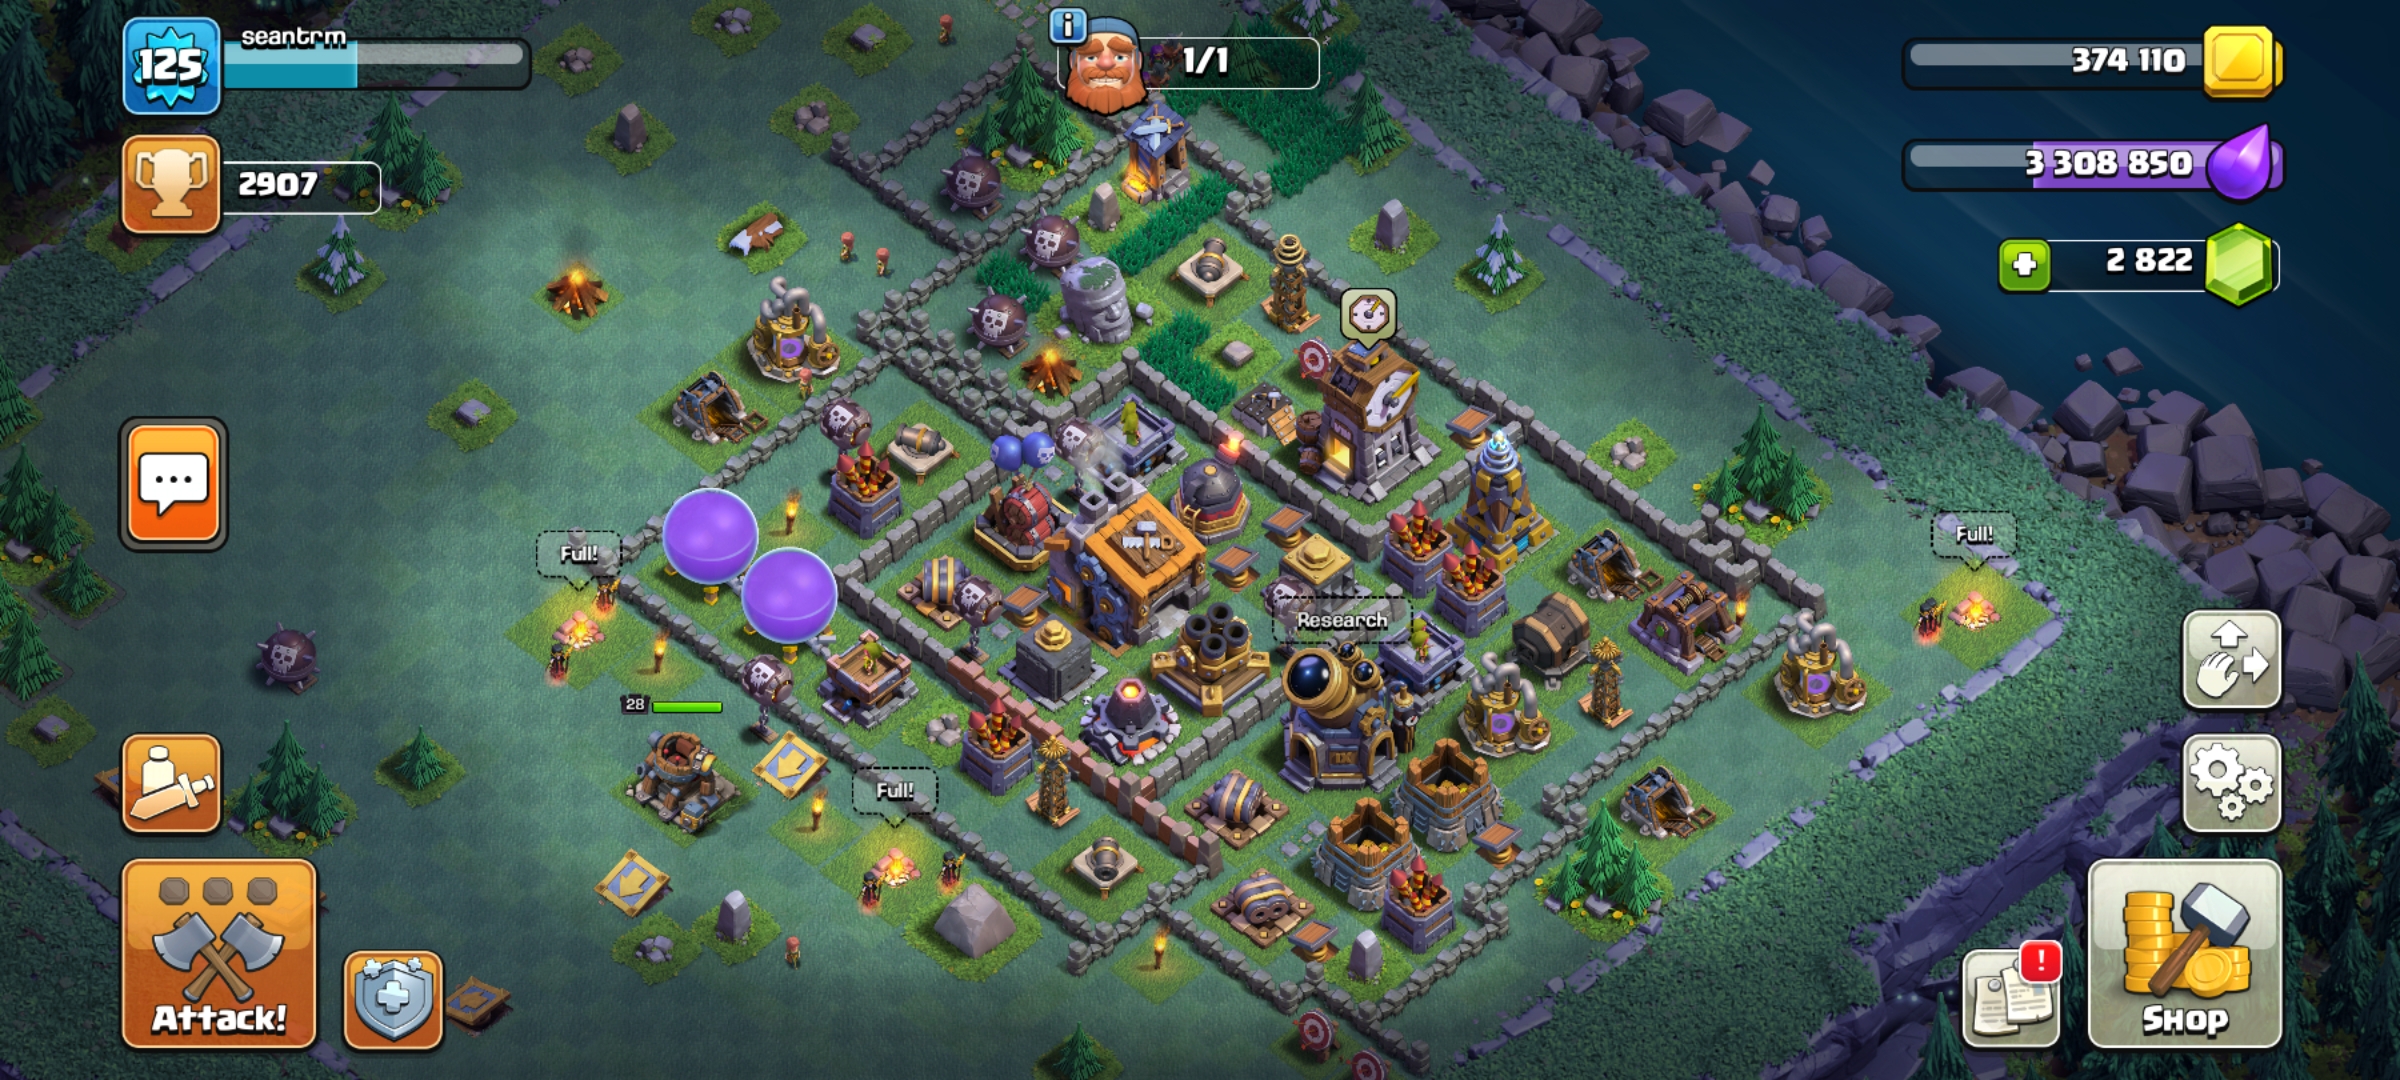 125
seantrm
i
1/1
374 110
2907
3 308 850
2 822
Full!
Full!
Research
28
Full!
Attack!
!
Shop